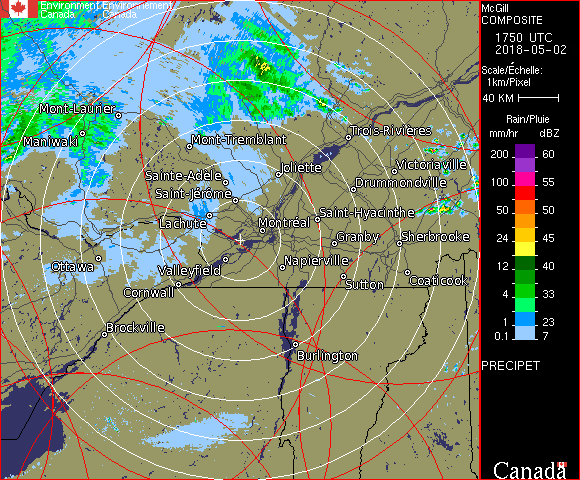 Environment Environnement
Canada Canada
McGill
COMPOSITE
1750 UTC
2018-05-02
Scale/Échelle:
1km/Pixel
40 KM
Rain/Pluie
mm/hr dBZ
200 60
100 55
50 50
24 45
12 40
4 33
1 23
0.1 7
PRECIPET
Canada
Mont-Laurier
Maniwaki
Mont-Tremblant
Trois-Rivières
Victoriaville
Joliette
Sainte-Adèle
Drummondville
Saint-Jérôme
Saint-Hyacinthe
Lachute
Montréal
Granby
Sherbrooke
Ottawa
Valleyfield
Napierville
Cornwall
Sutton
Coaticook
Brockville
Burlington